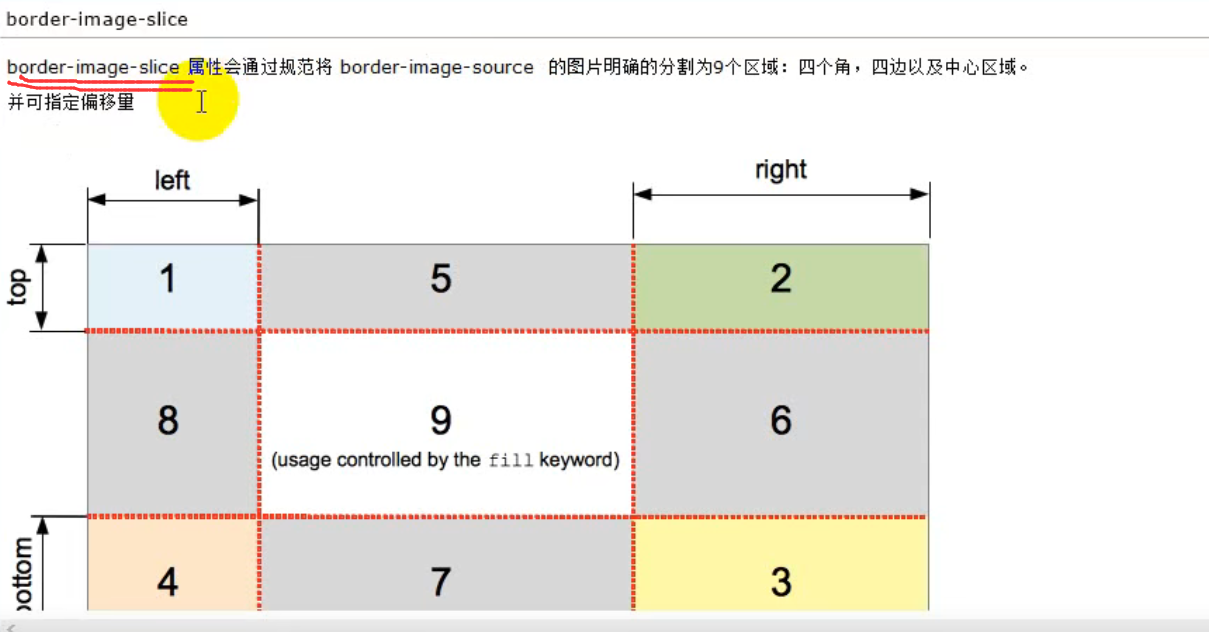 border-image-slice
border-image-slice 属性会通过规范将 border-image-source 的图片明确的分割为9个区域：四个角，四边以及中心区域。
并可指定偏移量
left
right
top
1
5
2
8
9
6
(usage controlled by the fill keyword)
bottom
4
7
3